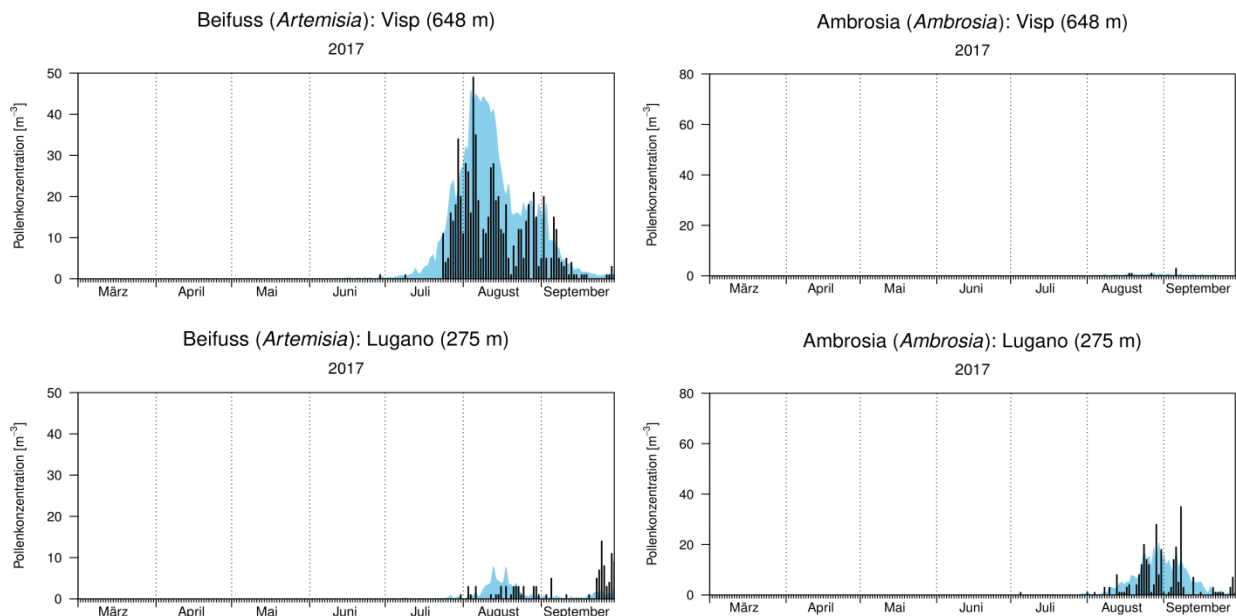 Beifuss (Artemisia): Visp (648 m)
2017
Pollenkonzentration [m⁻³]
50
40
30
20
10
0
März April Mai Juni Juli August September
Ambrosia (Ambrosia): Visp (648 m)
2017
Pollenkonzentration [m⁻³]
80
60
40
20
0
März April Mai Juni Juli August September
Beifuss (Artemisia): Lugano (275 m)
2017
Pollenkonzentration [m⁻³]
50
40
30
20
10
0
März April Mai Juni Juli August September
Ambrosia (Ambrosia): Lugano (275 m)
2017
Pollenkonzentration [m⁻³]
80
60
40
20
0
März April Mai Juni Juli August September